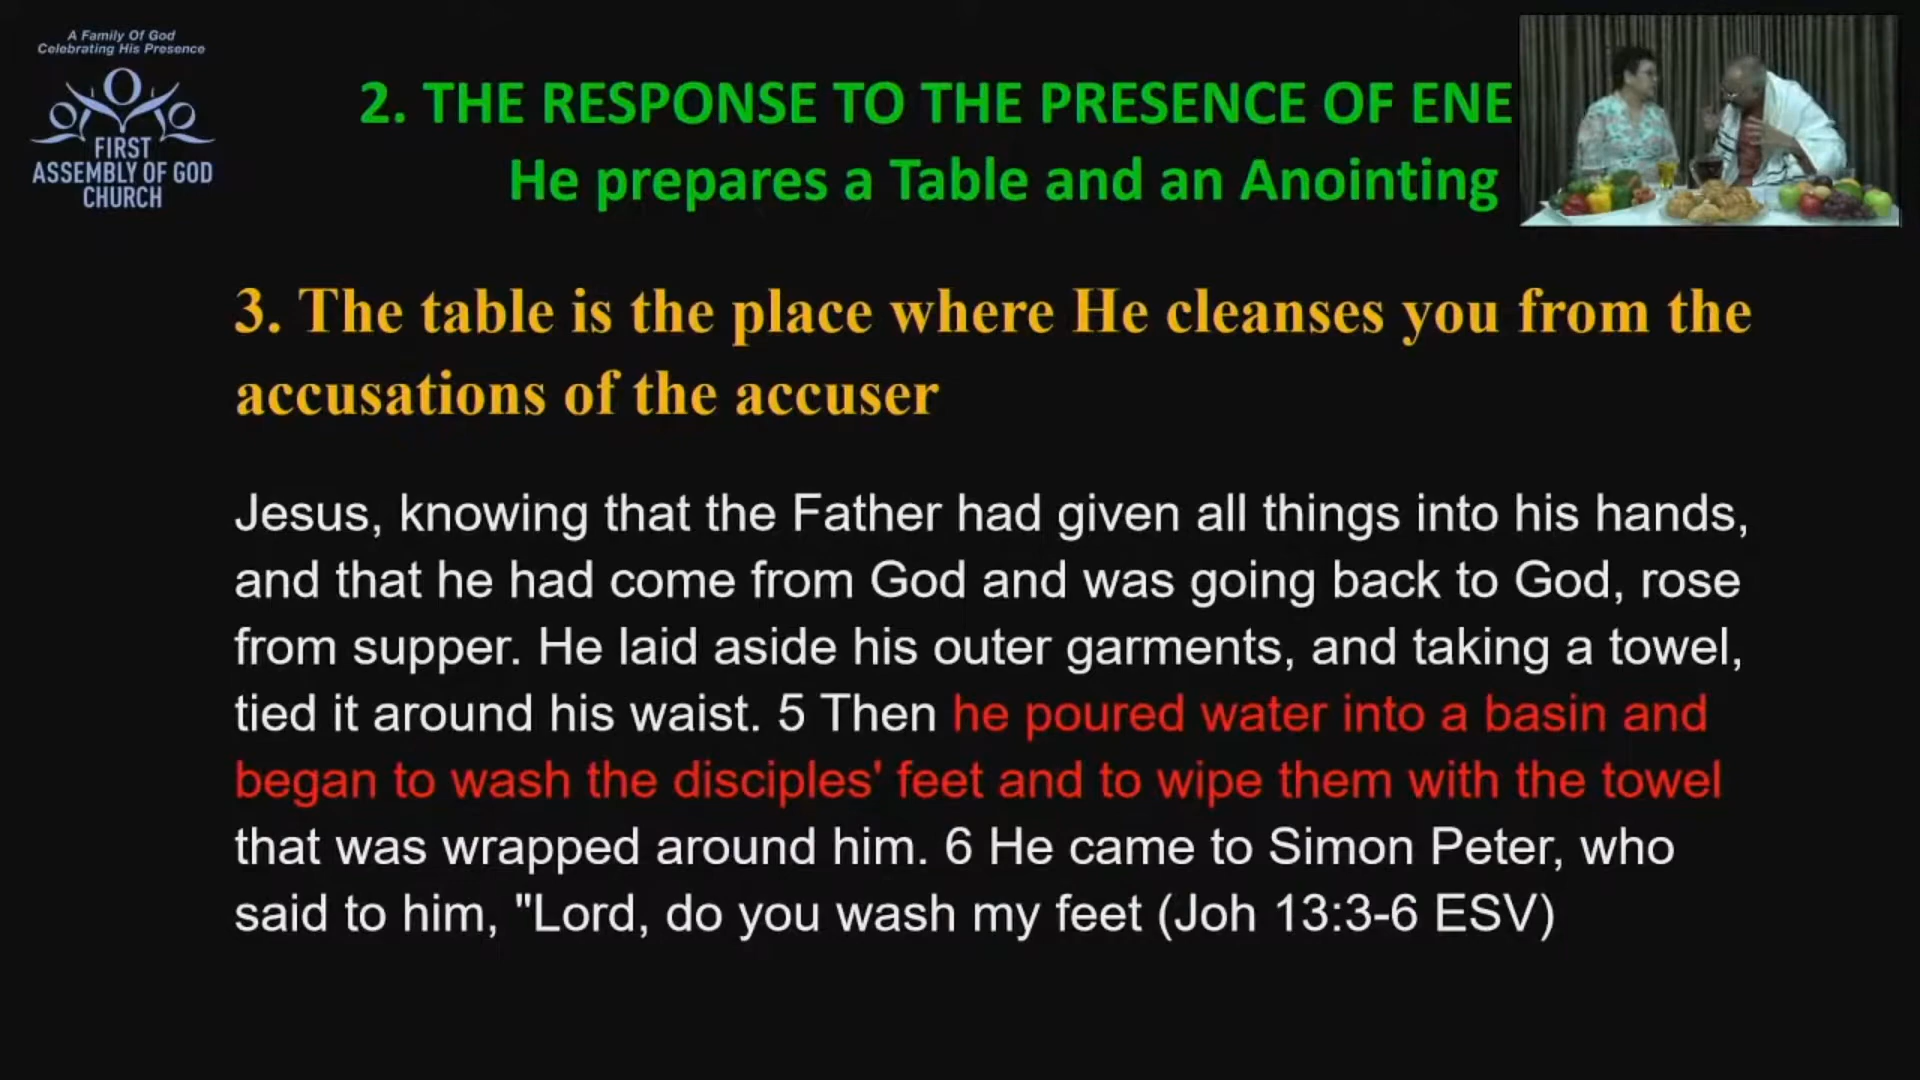 A Family Of God
Celebrating His Presence
FIRST
ASSEMBLY OF GOD
CHURCH
2. THE RESPONSE TO THE PRESENCE OF ENE
He prepares a Table and an Anointing
3. The table is the place where He cleanses you from the
accusations of the accuser
Jesus, knowing that the Father had given all things into his hands,
and that he had come from God and was going back to God, rose
from supper. He laid aside his outer garments, and taking a towel,
tied it around his waist. 5 Then he poured water into a basin and
began to wash the disciples' feet and to wipe them with the towel
that was wrapped around him. 6 He came to Simon Peter, who
said to him, "Lord, do you wash my feet (Joh 13:3-6 ESV)